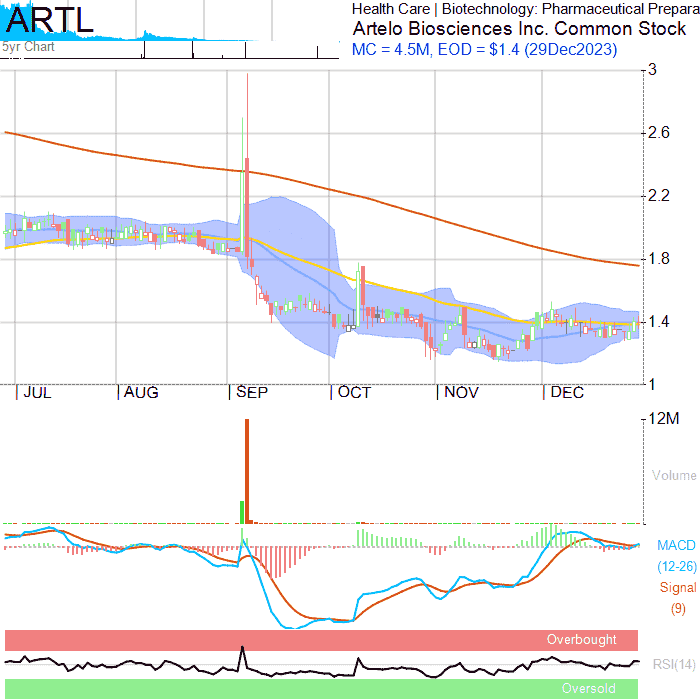 ARTL
5yr Chart
Health Care | Biotechnology: Pharmaceutical Prepara
Artelo Biosciences Inc. Common Stock
MC = 4.5M, EOD = $1.4 (29Dec2023)
3
2.6
2.2
1.8
1.4
1
JUL
AUG
SEP
OCT
NOV
DEC
12M
Volume
MACD
(12-26)
Signal
(9)
Overbought
RSI(14)
Oversold